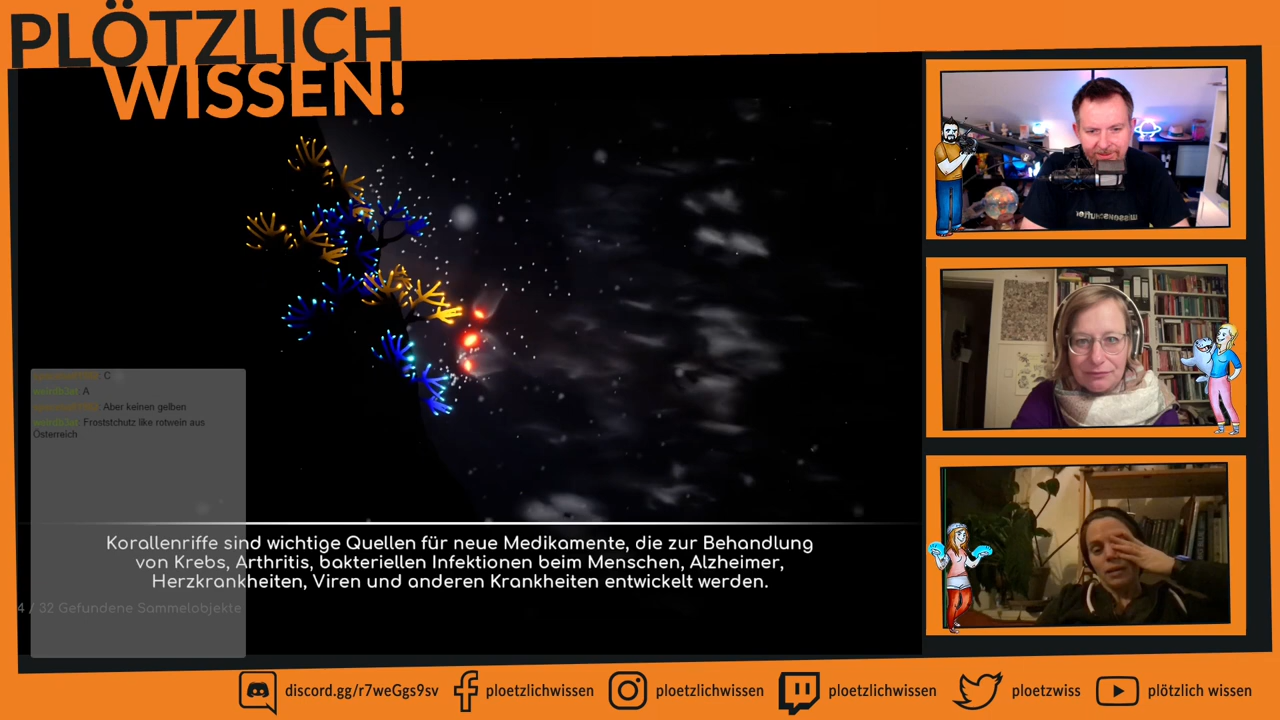 PLÖTZLICH
WISSEN!
: C
: A
: Aber keinen gelben
: Froststchutz like rotwein aus
Österreich
Korallenriffe sind wichtige Quellen für neue Medikamente, die zur Behandlung
von Krebs, Arthritis, bakteriellen Infektionen beim Menschen, Alzheimer,
Herzkrankheiten, Viren und anderen Krankheiten entwickelt werden.
4 / 32 Gefundene Sammelobjekte
discord.gg/r7weGgs9sv
ploetzlichwissen
ploetzlichwissen
ploetzlichwissen
ploetzwiss
plötzlich wissen